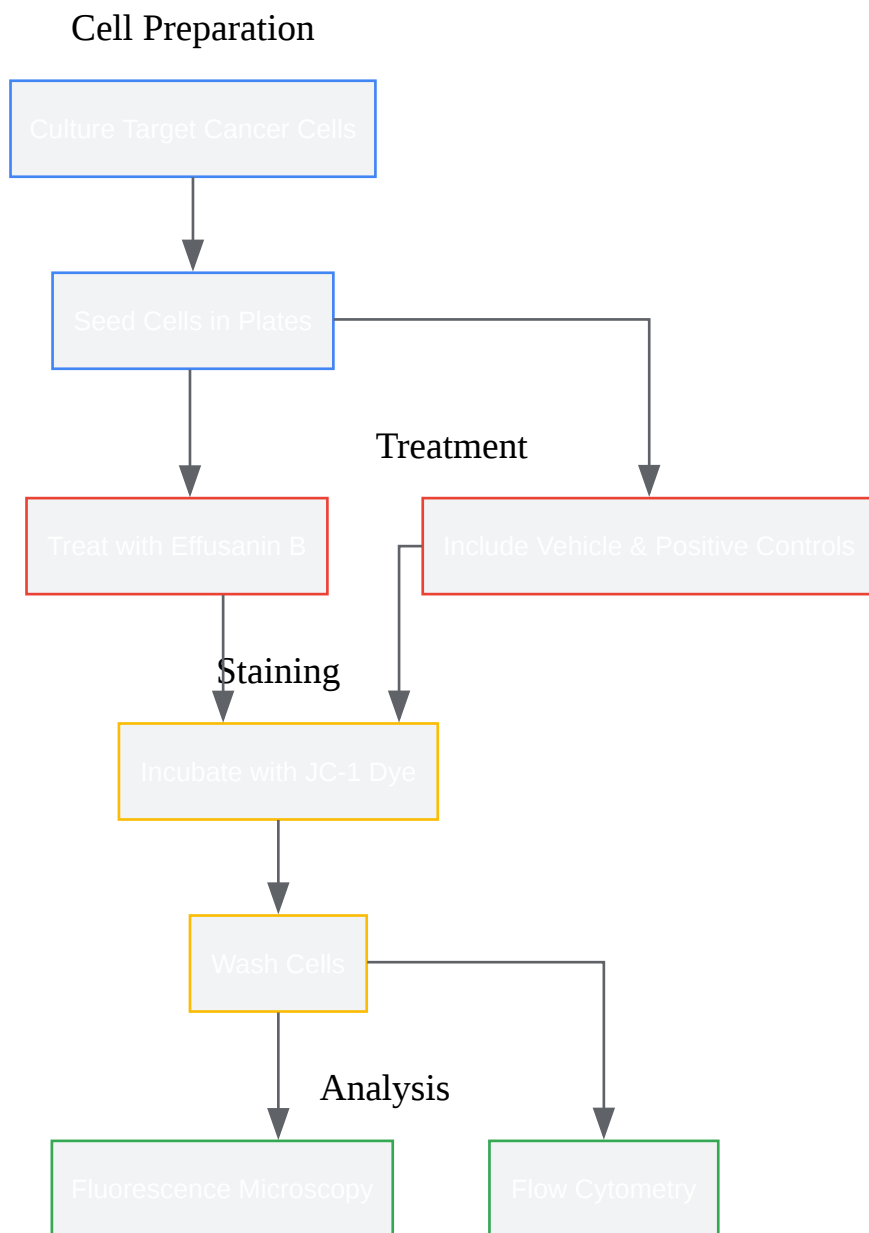 Cell Preparation
Culture Target Cancer Cells
Seed Cells in Plates
Treatment
Treat with Effusanin B
Include Vehicle & Positive Controls
Staining
Incubate with JC-1 Dye
Wash Cells
Analysis
Fluorescence Microscopy
Flow Cytometry